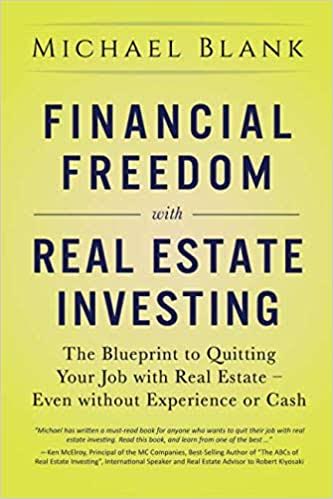 MICHAEL BLANK
FINANCIAL
FREEDOM
with
REAL ESTATE
INVESTING
The Blueprint to Quitting
Your Job with Real Estate –
Even without Experience or Cash
"Michael has written a must-read book for anyone who wants to quit their job with real
estate investing. Read this book, and learn from one of the best ..."
—Ken McElroy, Principal of the MC Companies, Best-Selling Author of "The ABCs of
Real Estate Investing", International Speaker and Real Estate Advisor to Robert Kiyosaki